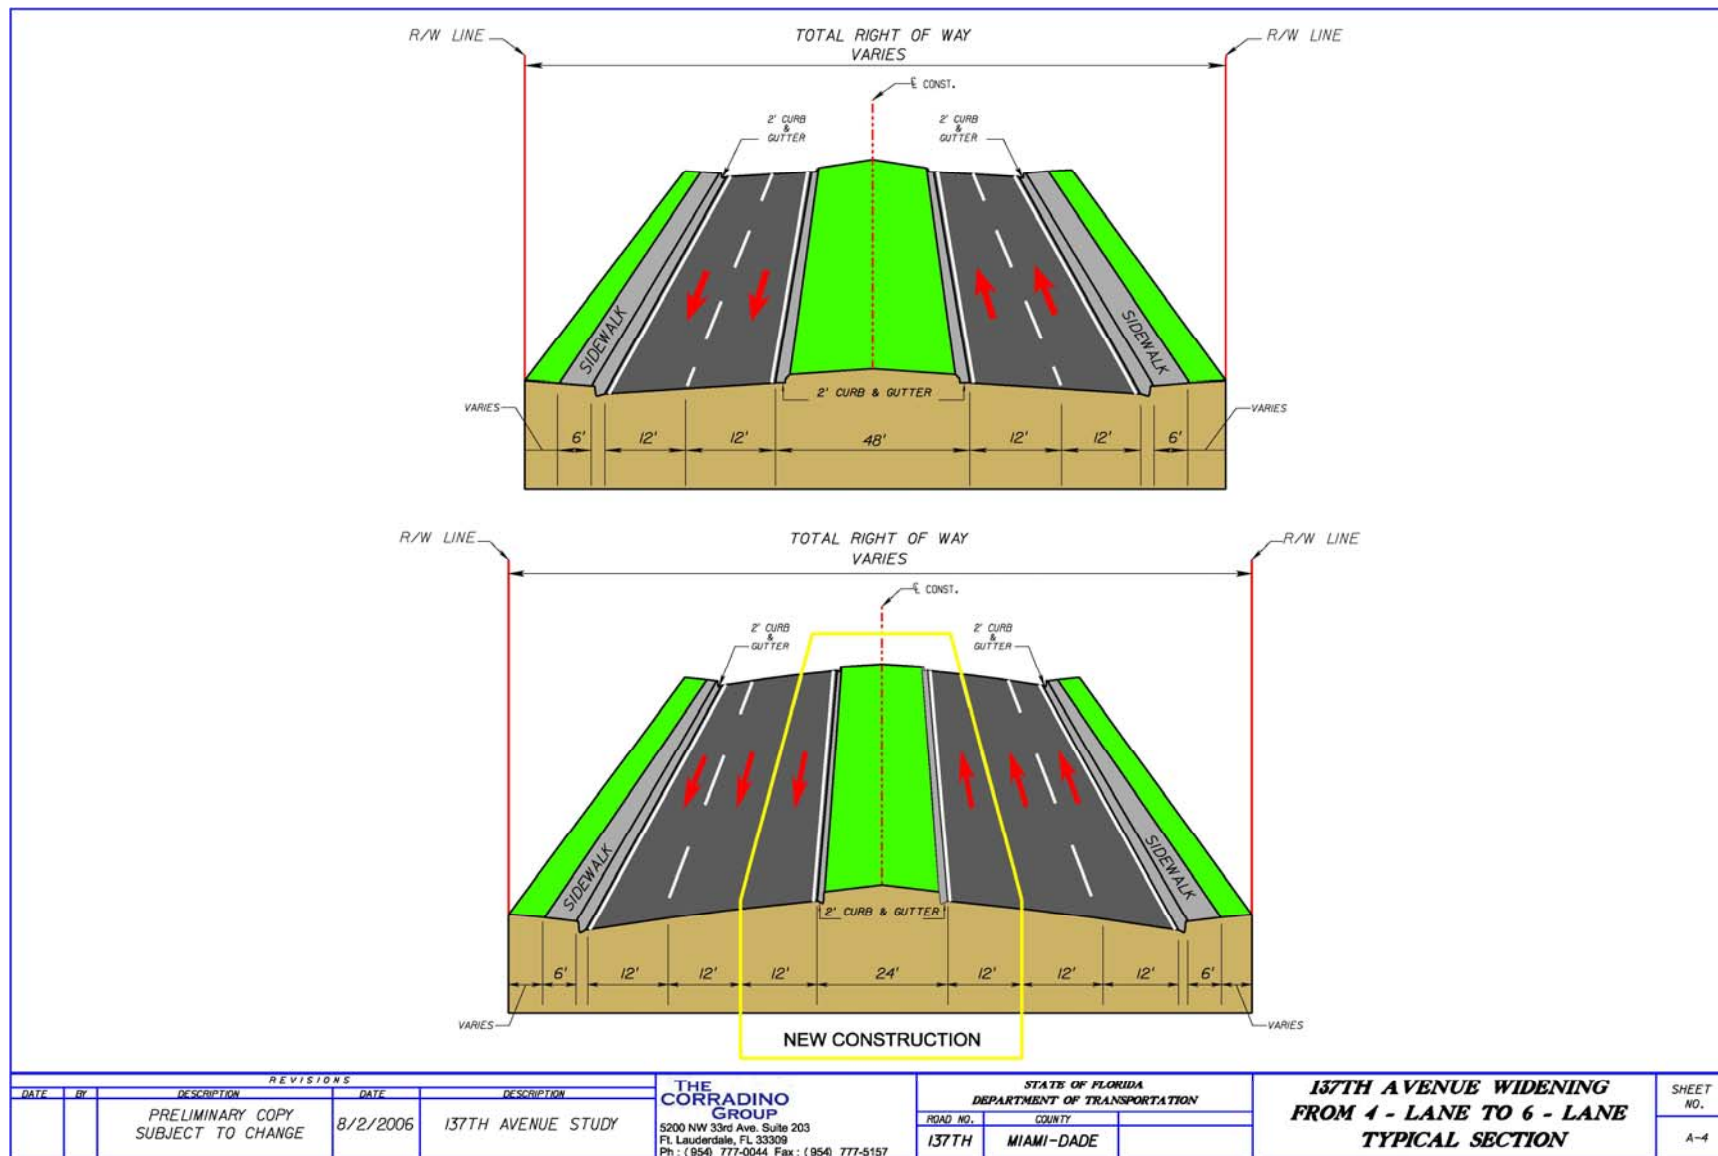 R/W LINE
TOTAL RIGHT OF WAY
VARIES
R/W LINE
℄ CONST.
2' CURB
&
GUTTER
2' CURB
&
GUTTER
SIDEWALK
SIDEWALK
2' CURB & GUTTER
VARIES
VARIES
6' 12' 12' 48' 12' 12' 6'
R/W LINE
TOTAL RIGHT OF WAY
VARIES
R/W LINE
℄ CONST.
2' CURB
&
GUTTER
2' CURB
&
GUTTER
SIDEWALK
SIDEWALK
2' CURB & GUTTER
6' 12' 12' 12' 24' 12' 12' 12' 6'
VARIES
VARIES
NEW CONSTRUCTION
REVISIONS
DATE BY DESCRIPTION DATE DESCRIPTION
PRELIMINARY COPY
SUBJECT TO CHANGE
8/2/2006
137TH AVENUE STUDY
THE
CORRADINO
GROUP
5200 NW 33rd Ave. Suite 203
Ft. Lauderdale, FL 33309
Ph : ( 954) 777-0044 Fax : ( 954) 777-5157
STATE OF FLORIDA
DEPARTMENT OF TRANSPORTATION
ROAD NO. COUNTY
137TH MIAMI-DADE
137TH AVENUE WIDENING
FROM 4 - LANE TO 6 - LANE
TYPICAL SECTION
SHEET
NO.
A-4